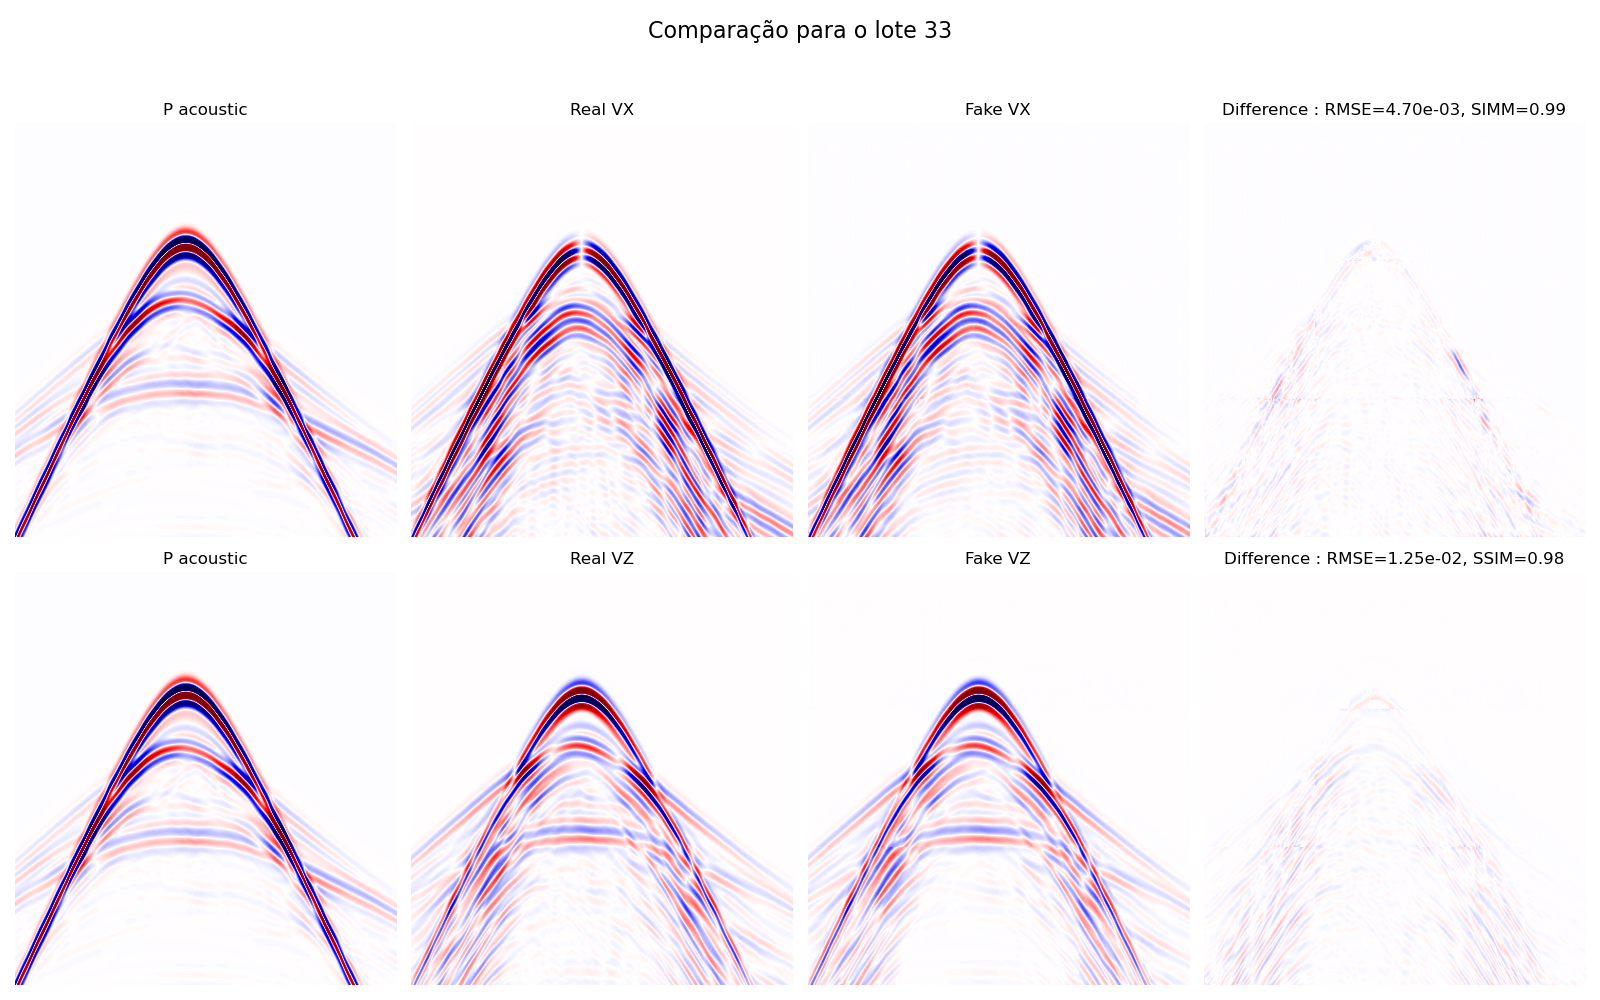 Comparação para o lote 33
P acoustic
Real VX
Fake VX
Difference : RMSE=4.70e-03, SIMM=0.99
P acoustic
Real VZ
Fake VZ
Difference : RMSE=1.25e-02, SSIM=0.98